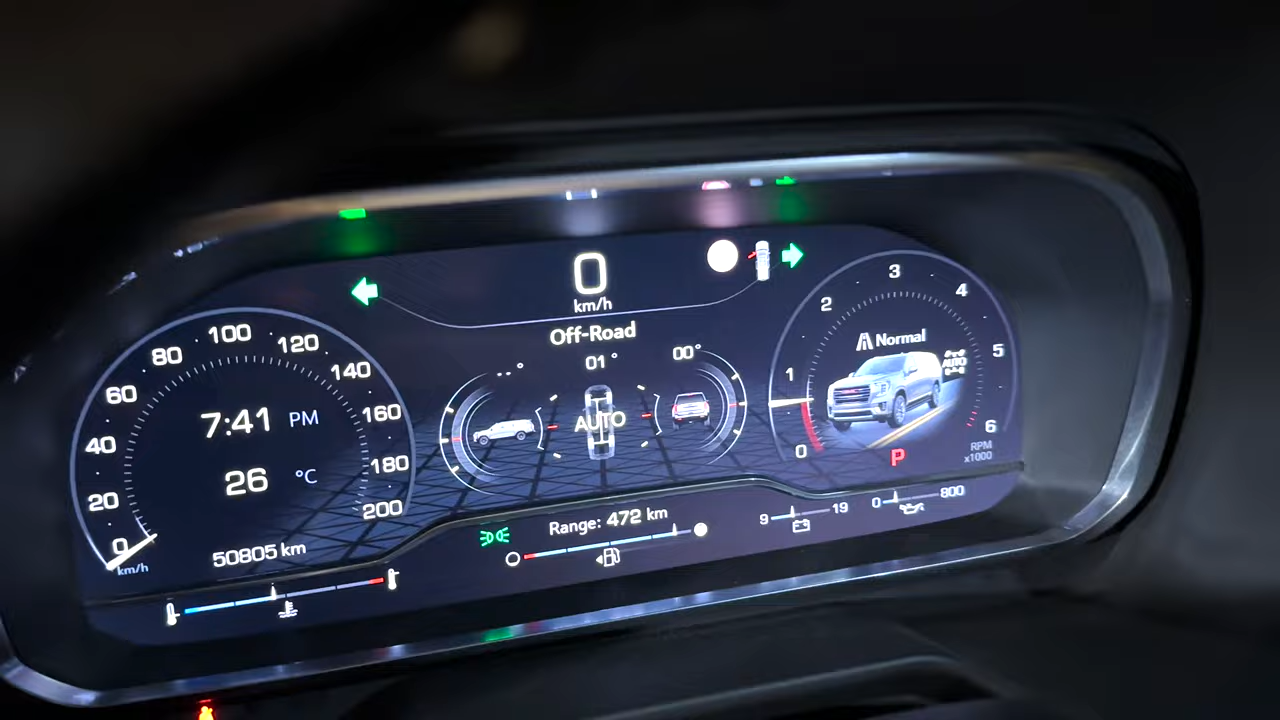 0
km/h
Off-Road
-- °
01 °
00°
AUTO
0
20
40
60
80
100
120
140
160
180
200
km/h
7:41 PM
26 °C
50805 km
Range: 472 km
0
1
2
3
4
5
6
Normal
AUTO
P
RPM
x1000
9
19
0
800